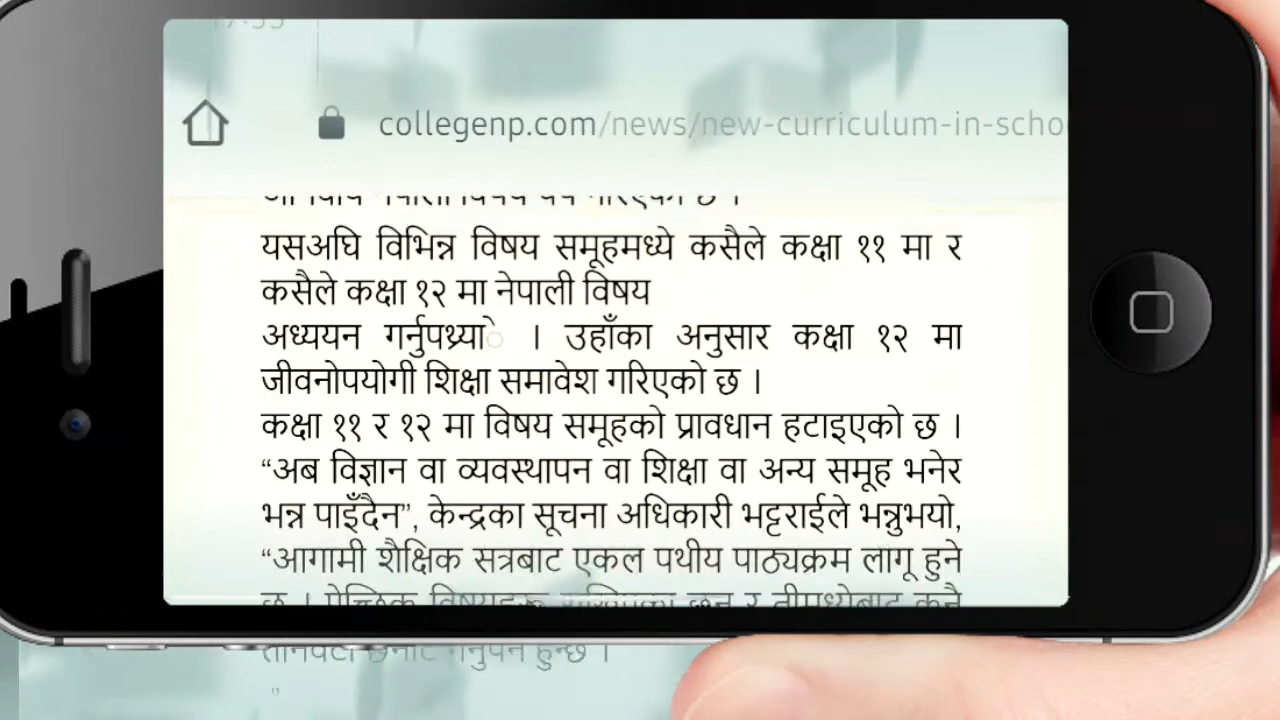 collegenp.com/news/new-curriculum-in-scho
यसअघि विभिन्न विषय समूहमध्ये कसैले कक्षा ११ मा र
कसैले कक्षा १२ मा नेपाली विषय
अध्ययन गर्नुपथ्र्याे । उहाँका अनुसार कक्षा १२ मा
जीवनोपयोगी शिक्षा समावेश गरिएको छ ।
कक्षा ११ र १२ मा विषय समूहको प्रावधान हटाइएको छ ।
“अब विज्ञान वा व्यवस्थापन वा शिक्षा वा अन्य समूह भनेर
भन्न पाइँदैन”, केन्द्रका सूचना अधिकारी भट्टराईले भन्नुभयो,
“आगामी शैक्षिक सत्रबाट एकल पथीय पाठ्यक्रम लागू हुने
छ ।